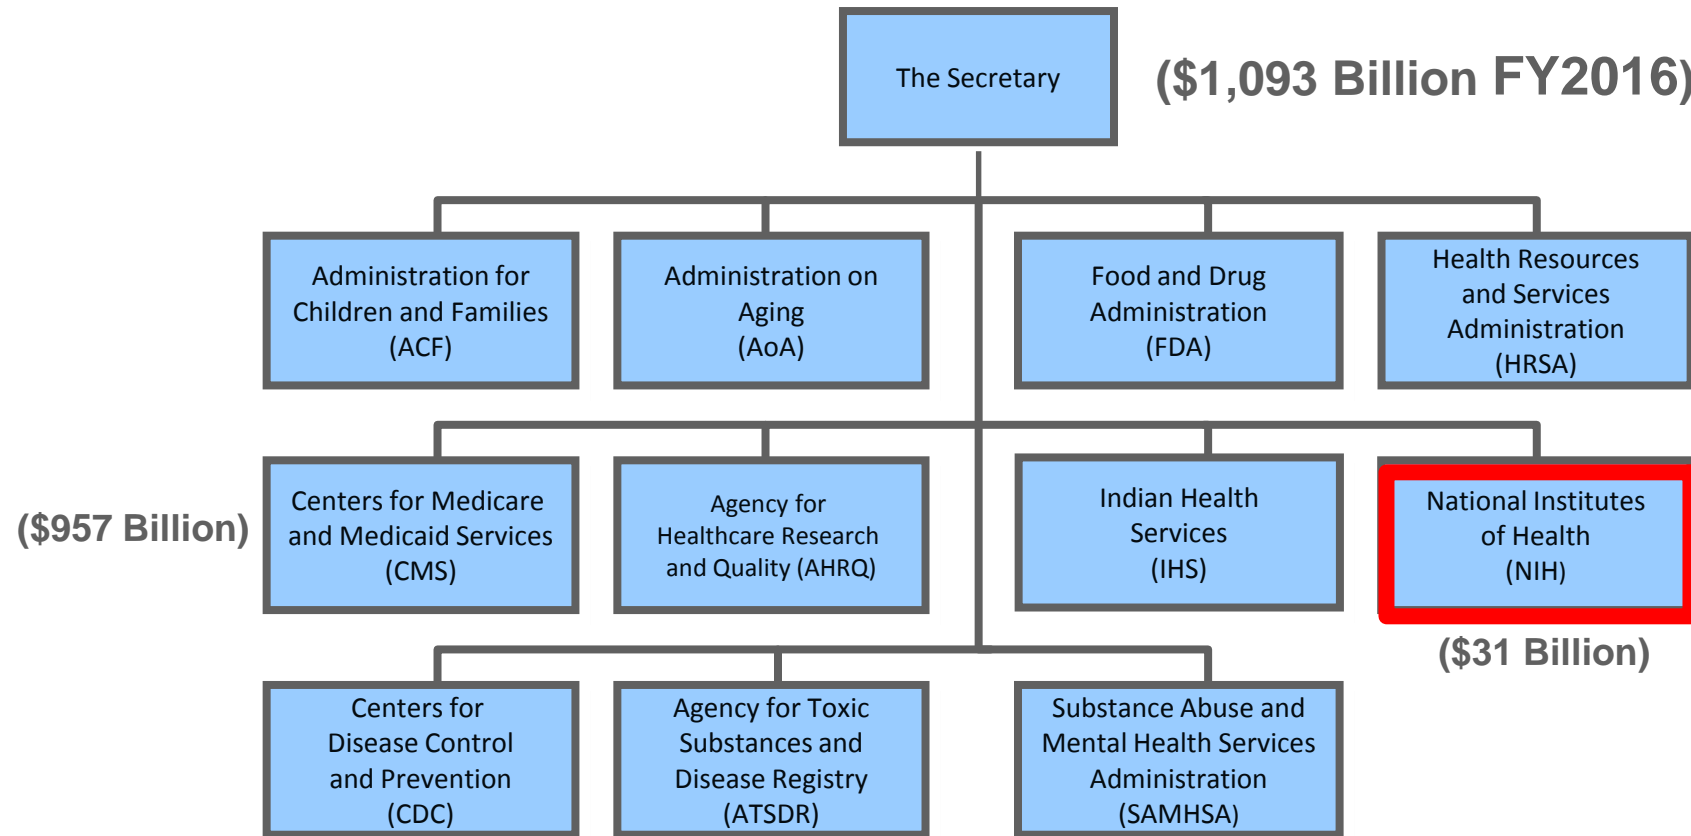 The Secretary
($1,093 Billion FY2016)
Administration for
Children and Families
(ACF)
Administration on
Aging
(AoA)
Food and Drug
Administration
(FDA)
Health Resources
and Services
Administration
(HRSA)
($957 Billion)
Centers for Medicare
and Medicaid Services
(CMS)
Agency for
Healthcare Research
and Quality (AHRQ)
Indian Health
Services
(IHS)
National Institutes
of Health
(NIH)
($31 Billion)
Centers for
Disease Control
and Prevention
(CDC)
Agency for Toxic
Substances and
Disease Registry
(ATSDR)
Substance Abuse and
Mental Health Services
Administration
(SAMHSA)